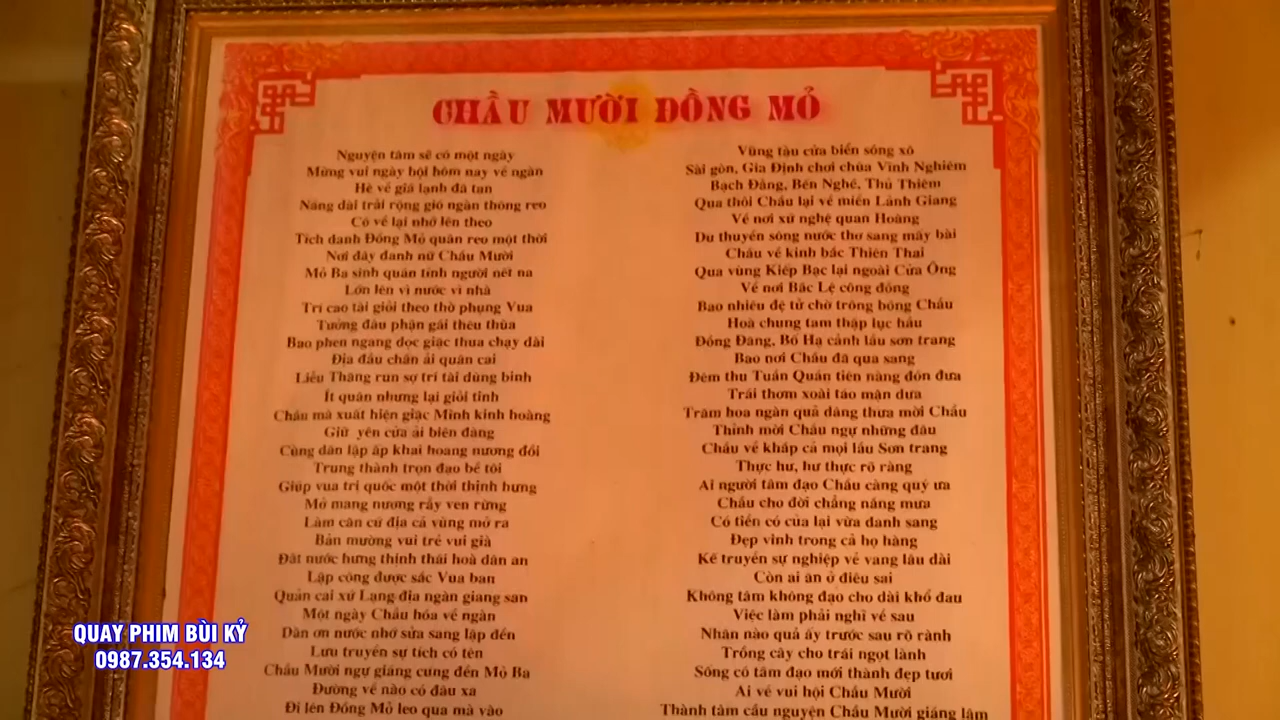 CHẦU MƯỜI ĐỒNG MỎ
Nguyện tâm sẽ có một ngày
Mừng vui ngày hội hôm nay về ngàn
Hè về giá lạnh đã tan
Nắng dài trải rộng gió ngàn thông reo
Cỏ về lại nhớ lên theo
Tích danh Đồng Mỏ quân reo một thời
Nơi đây danh nữ Chầu Mười
Mỏ Ba sinh quán tính người nết na
Lớn lên vì nước vì nhà
Trí cao tài giỏi theo thờ phụng Vua
Tưởng đâu phận gái thêu thùa
Bao phen ngang dọc giặc thua chạy dài
Địa đầu chấn ải quân cai
Liễu Thăng run sợ trí tài dùng binh
Ít quân nhưng lại giỏi tinh
Chầu mà xuất hiện giặc Minh kinh hoàng
Giữ yên cửa ải biên đàng
Cùng dân lập ấp khai hoang nương đồi
Trung thành trọn đạo bề tôi
Giúp vua trị quốc một thời thịnh hưng
Mở mang nương rẫy ven rừng
Làm căn cứ địa cả vùng mở ra
Bản mường vui trẻ vui già
Đất nước hưng thịnh thái hoà dân an
Lập công được sắc Vua ban
Quản cai xứ Lạng địa ngàn giang san
Một ngày Chầu hóa về ngàn
Dân ơn nước nhớ sửa sang lập đền
Lưu truyền sự tích có tên
Chầu Mười ngự giáng cung đền Mỏ Ba
Đường về nào có đâu xa
Đi lên Đồng Mỏ leo qua mà vào
Vũng tàu cửa biển sóng xô
Sài gòn, Gia Định chơi chùa Vĩnh Nghiêm
Bạch Đằng, Bến Nghé, Thủ Thiêm
Qua thôi Chầu lại về miền Lảnh Giang
Về nơi xứ nghệ quan Hoàng
Du thuyền sông nước thơ sang mấy bài
Chầu về kinh bắc Thiên Thai
Qua vùng Kiếp Bạc lại ngoài Cửa Ông
Về nơi Bắc Lệ công đồng
Bao nhiêu đệ tử chờ trông bóng Chầu
Hoà chung tam thập lục hầu
Đồng Đăng, Bố Hạ cảnh lầu sơn trang
Bao nơi Chầu đã qua sang
Đêm thu Tuần Quán tiên nàng đón đưa
Trái thơm xoài táo mận dưa
Trăm hoa ngàn quả dâng thưa mời Chầu
Thỉnh mời Chầu ngự những đâu
Chầu về khắp cả mọi lầu Sơn trang
Thực hư, hư thực rõ ràng
Ai người tâm đạo Chầu càng quý ưa
Chầu cho đời chẳng nắng mưa
Có tiền có của lại vừa danh sang
Đẹp vinh trong cả họ hàng
Kế truyền sự nghiệp vẻ vang lâu dài
Còn ai ăn ở điêu sai
Không tâm không đạo cho dài khổ đau
Việc làm phải nghĩ về sau
Nhân nào quả ấy trước sau rõ rành
Trồng cây cho trái ngọt lành
Sống có tâm đạo mới thành đẹp tươi
Ai về vui hội Chầu Mười
Thành tâm cầu nguyện Chầu Mười giáng lâm
QUAY PHIM BÙI KỶ
0987.354.134